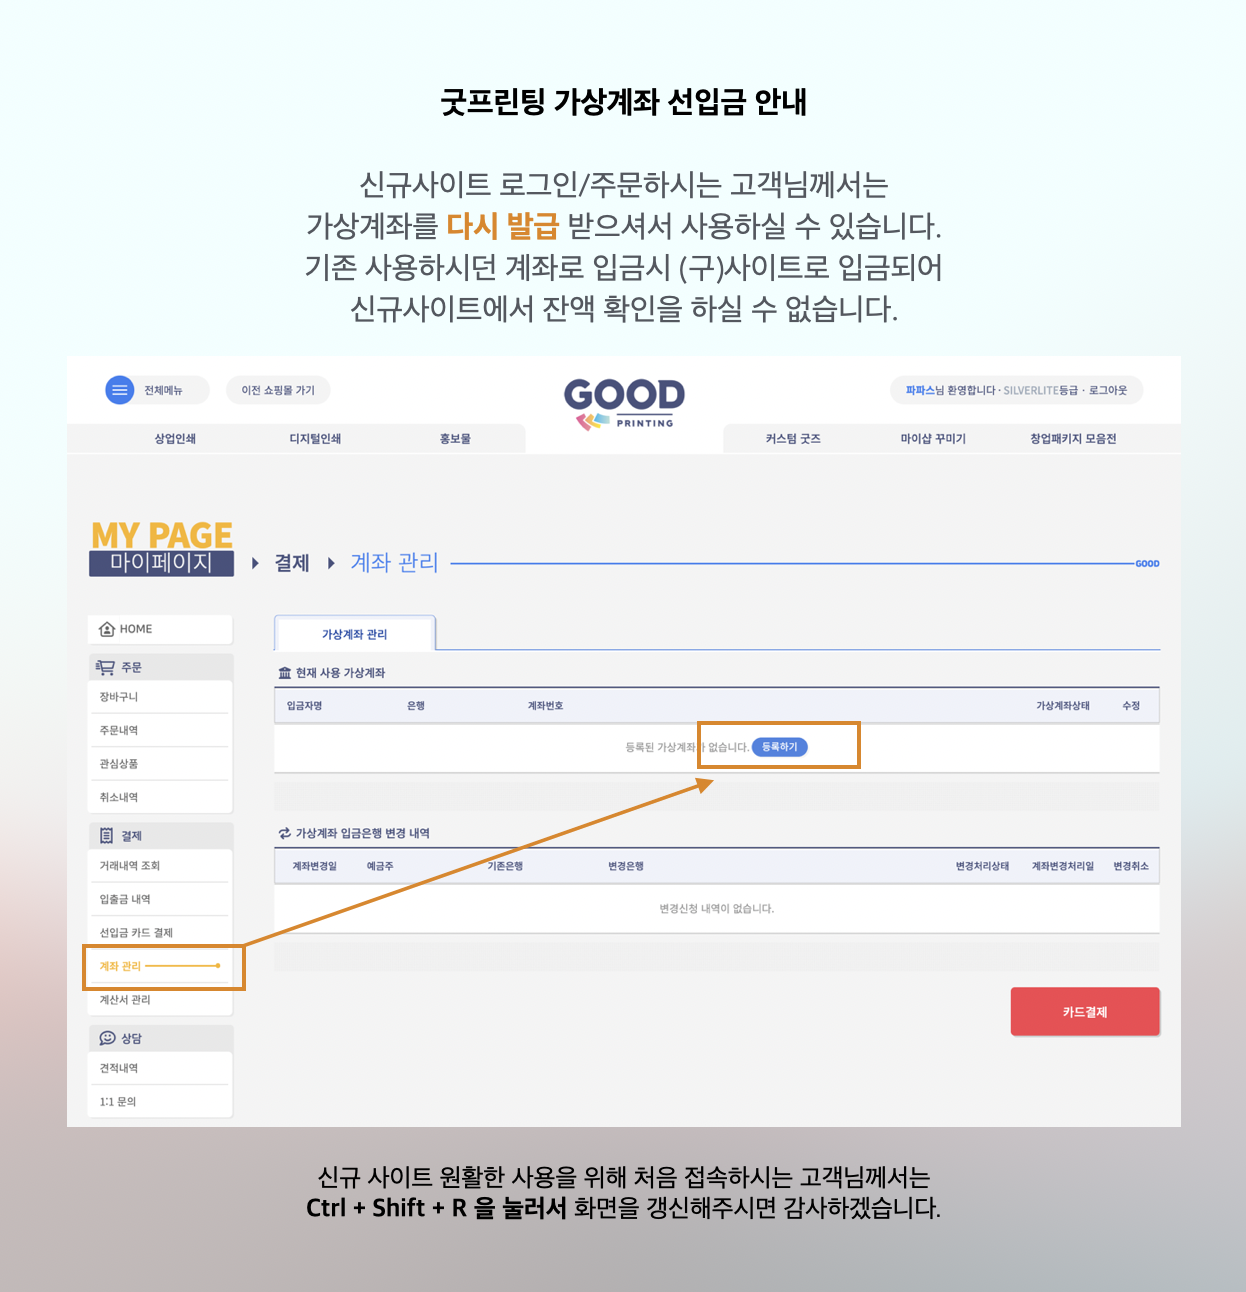 굿프린팅 가상계좌 선입금 안내
신규사이트 로그인/주문하시는 고객님께서는
가상계좌를 다시 발급 받으셔서 사용하실 수 있습니다.
기존 사용하시던 계좌로 입금시 (구)사이트로 입금되어
신규사이트에서 잔액 확인을 하실 수 없습니다.
전체메뉴
이전 쇼핑몰 가기
GOOD
PRINTING
파파스님 환영합니다 · SILVERLITE등급 · 로그아웃
상업인쇄
디지털인쇄
홍보물
커스텀 굿즈
마이샵 꾸미기
창업패키지 모음전
MY PAGE
마이페이지
결제
계좌 관리
GOOD
HOME
주문
장바구니
주문내역
관심상품
취소내역
결제
거래내역 조회
입출금 내역
선입금 카드 결제
계좌 관리
계산서 관리
상담
견적내역
1:1 문의
가상계좌 관리
현재 사용 가상계좌
입금자명 은행 계좌번호 가상계좌상태 수정
등록된 가상계좌가 없습니다. 등록하기
가상계좌 입금은행 변경 내역
계좌변경일 예금주 기존은행 변경은행 변경처리상태 계좌변경처리일 변경취소
변경신청 내역이 없습니다.
카드결제
신규 사이트 원활한 사용을 위해 처음 접속하시는 고객님께서는
Ctrl + Shift + R 을 눌러서 화면을 갱신해주시면 감사하겠습니다.